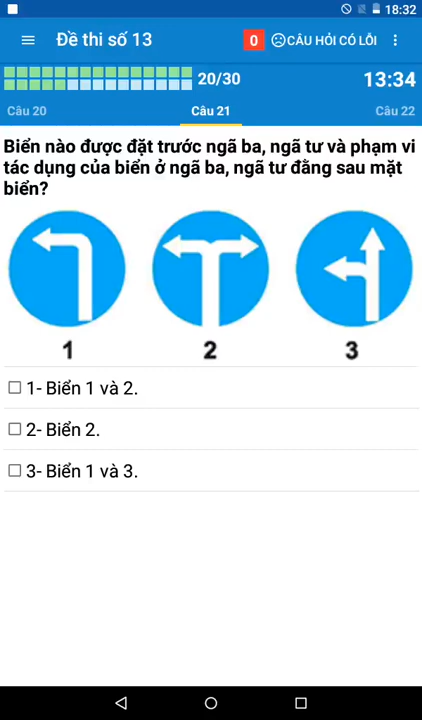 18:32
Đề thi số 13
0
CÂU HỎI CÓ LỖI
20/30
13:34
Câu 20
Câu 21
Câu 22
Biển nào được đặt trước ngã ba, ngã tư và phạm vi
tác dụng của biển ở ngã ba, ngã tư đằng sau mặt
biển?
1
2
3
1- Biển 1 và 2.
2- Biển 2.
3- Biển 1 và 3.